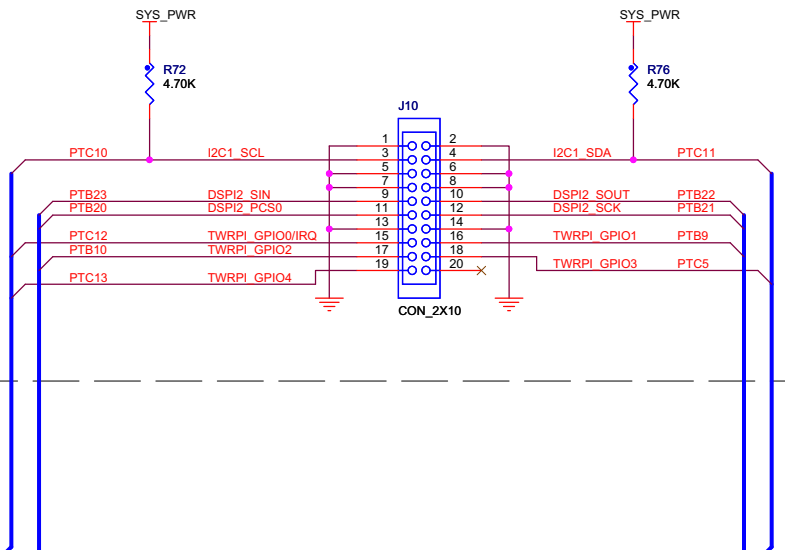 SYS_PWR SYS_PWR
R72 R76
4.70K 4.70K
J10
1 2
PTC10 I2C1_SCL 3 4 I2C1_SDA PTC11
5 6
7 8
PTB23 DSPI2_SIN 9 10 DSPI2_SOUT PTB22
PTB20 DSPI2_PCS0 11 12 DSPI2_SCK PTB21
13 14
PTC12 TWRPI_GPIO0/IRQ 15 16 TWRPI_GPIO1 PTB9
PTB10 TWRPI_GPIO2 17 18
19 20 TWRPI_GPIO3 PTC5
PTC13 TWRPI_GPIO4
CON_2X10